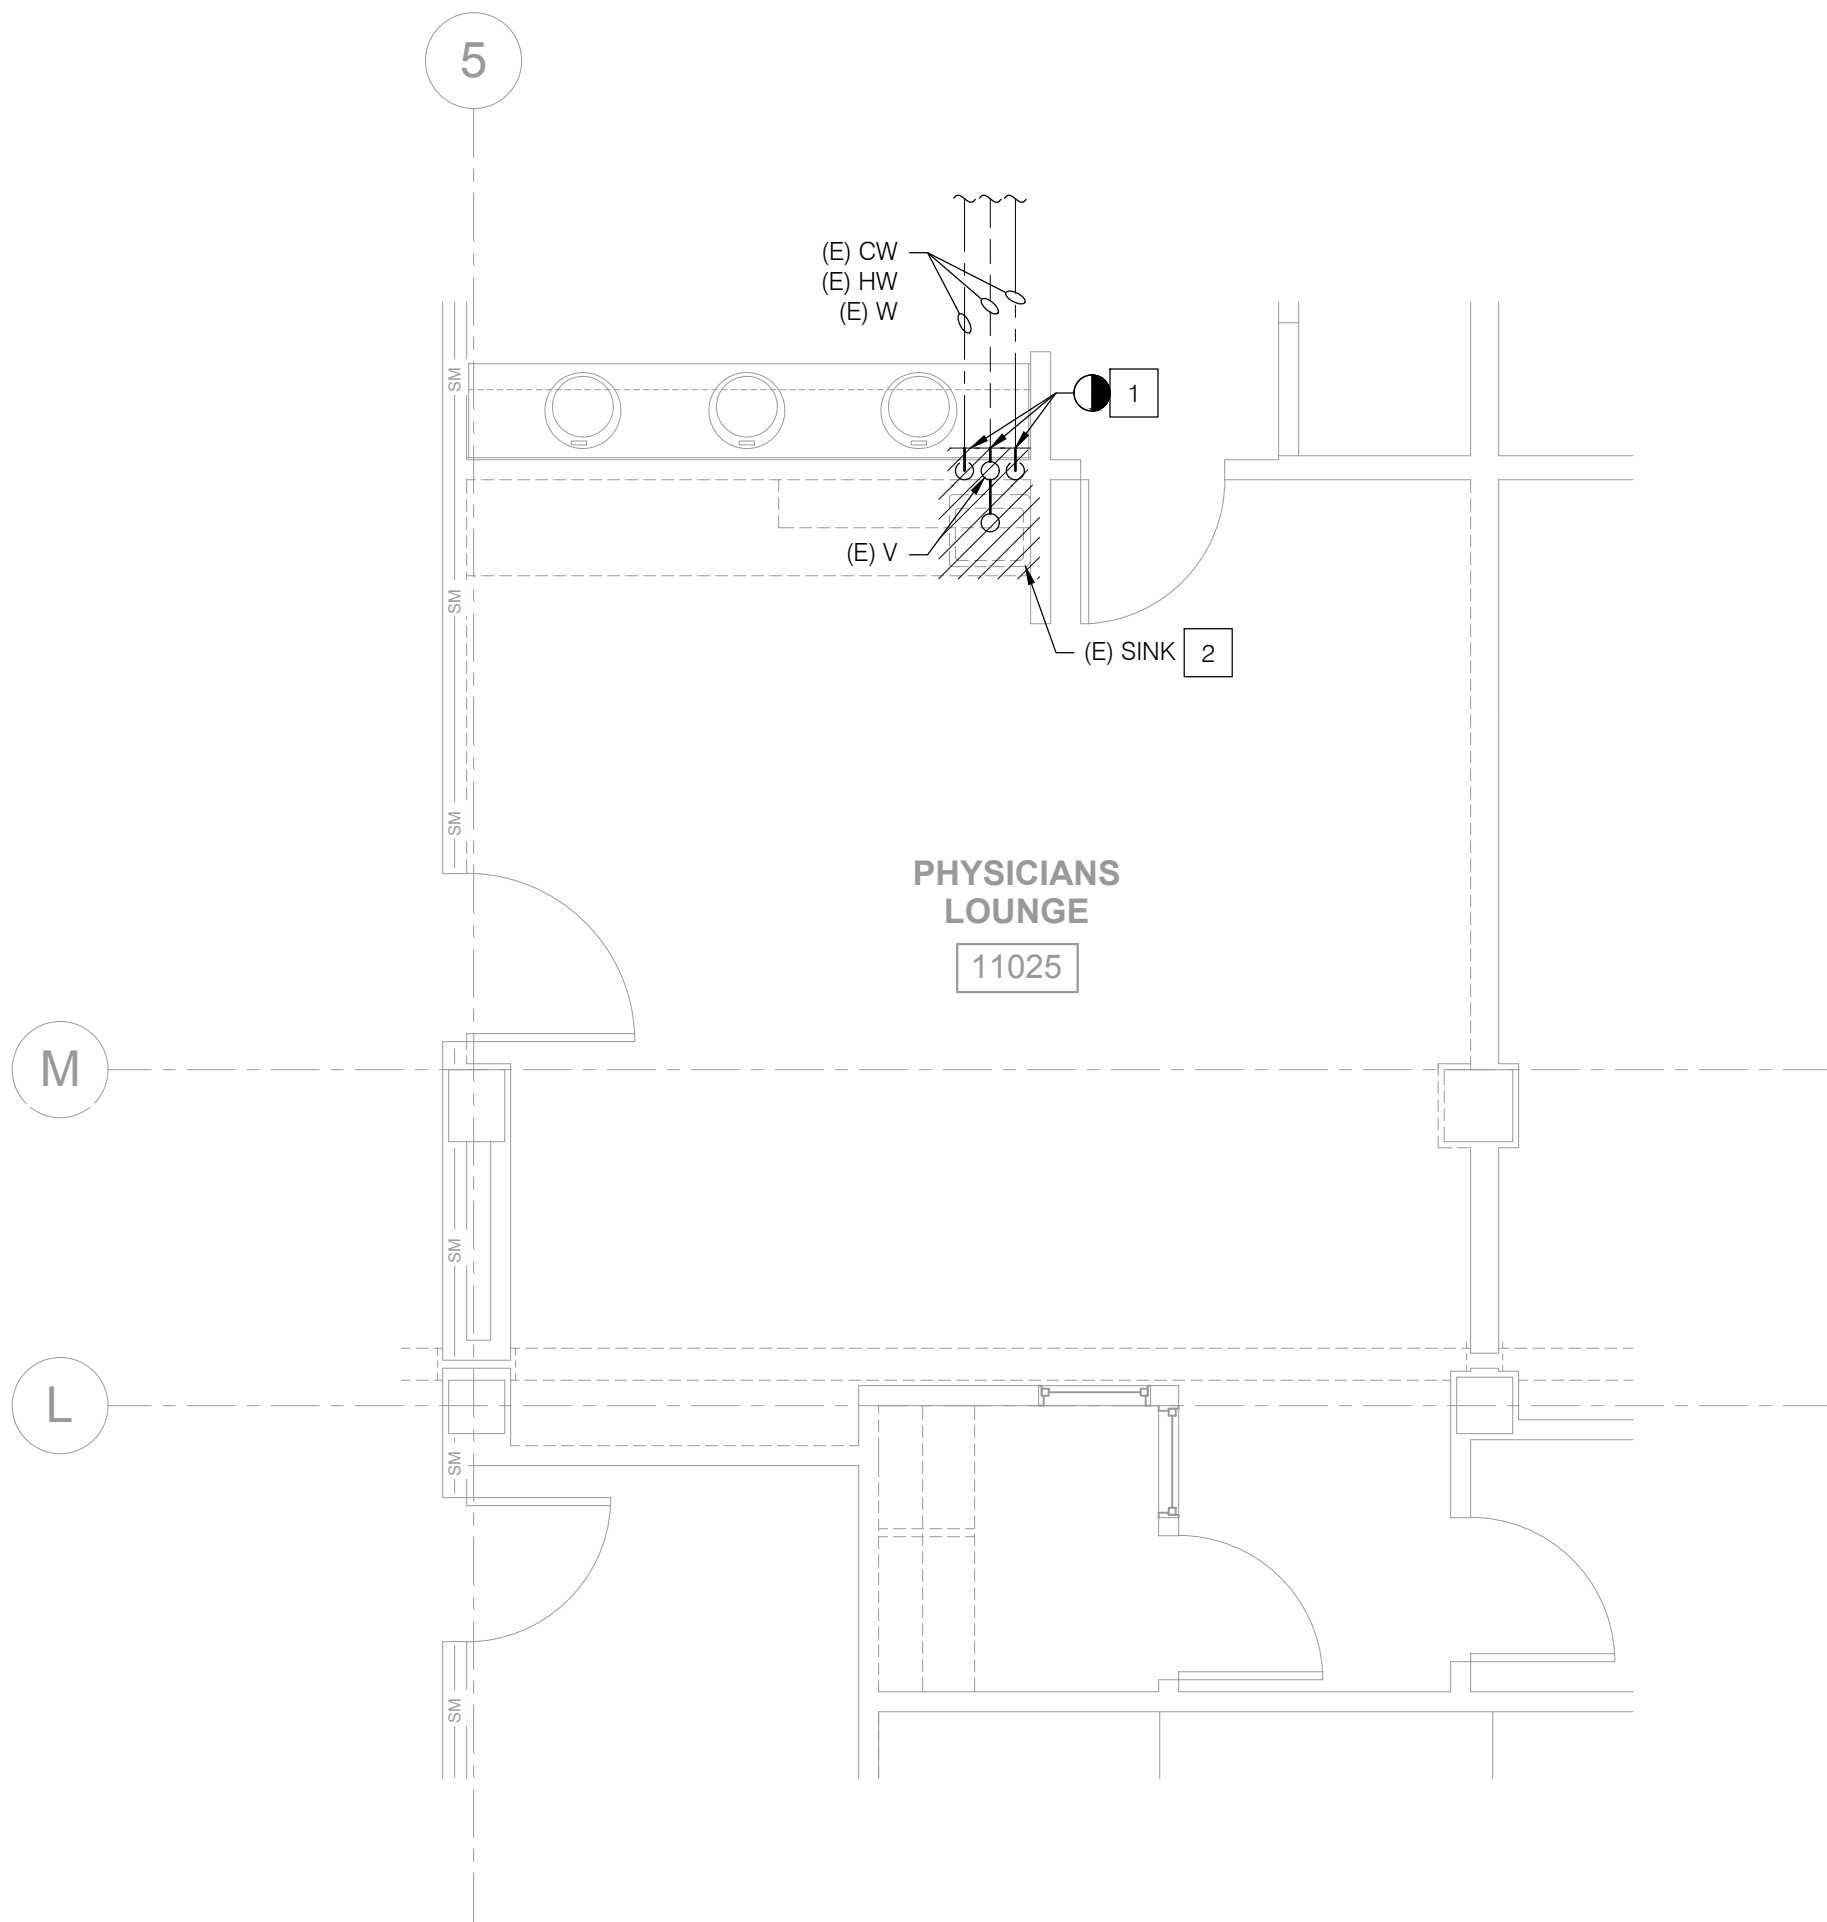 5
(E) CW
(E) HW
(E) W
SM
1
(E) V
SM
(E) SINK 2
SM
PHYSICIANS
LOUNGE
11025
M
SM
L
SM
SM